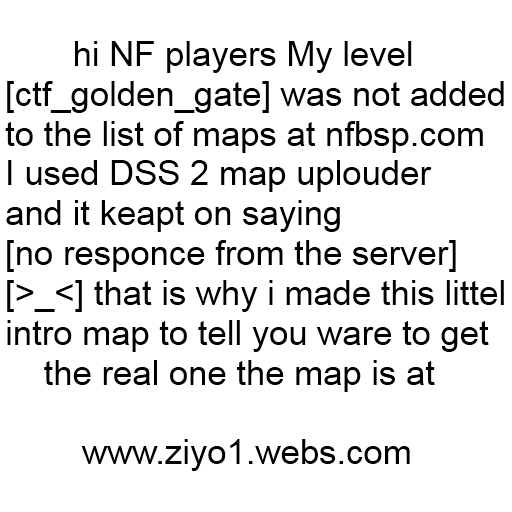 hi NF players My level
[ctf_golden_gate] was not added
to the list of maps at nfbsp.com
I used DSS 2 map uplouder
and it keapt on saying
[no responce from the server]
[>_<] that is why i made this littel
intro map to tell you ware to get
the real one the map is at
www.ziyo1.webs.com